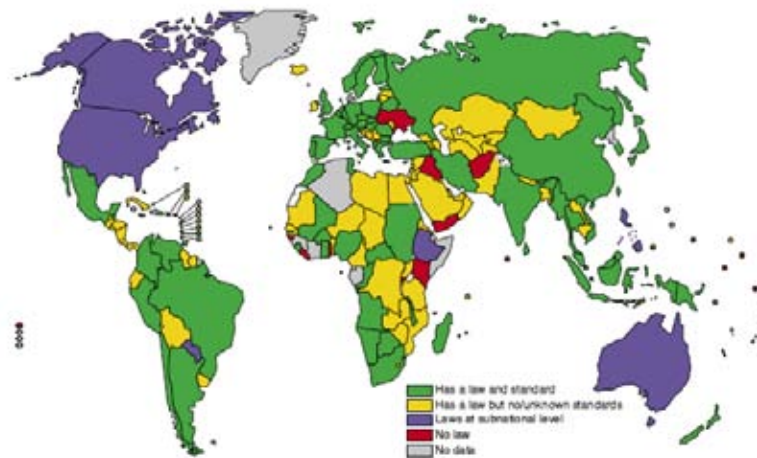 Has a law and standard
Has a law but no/unknown standards
Laws at subnational level
No law
No data